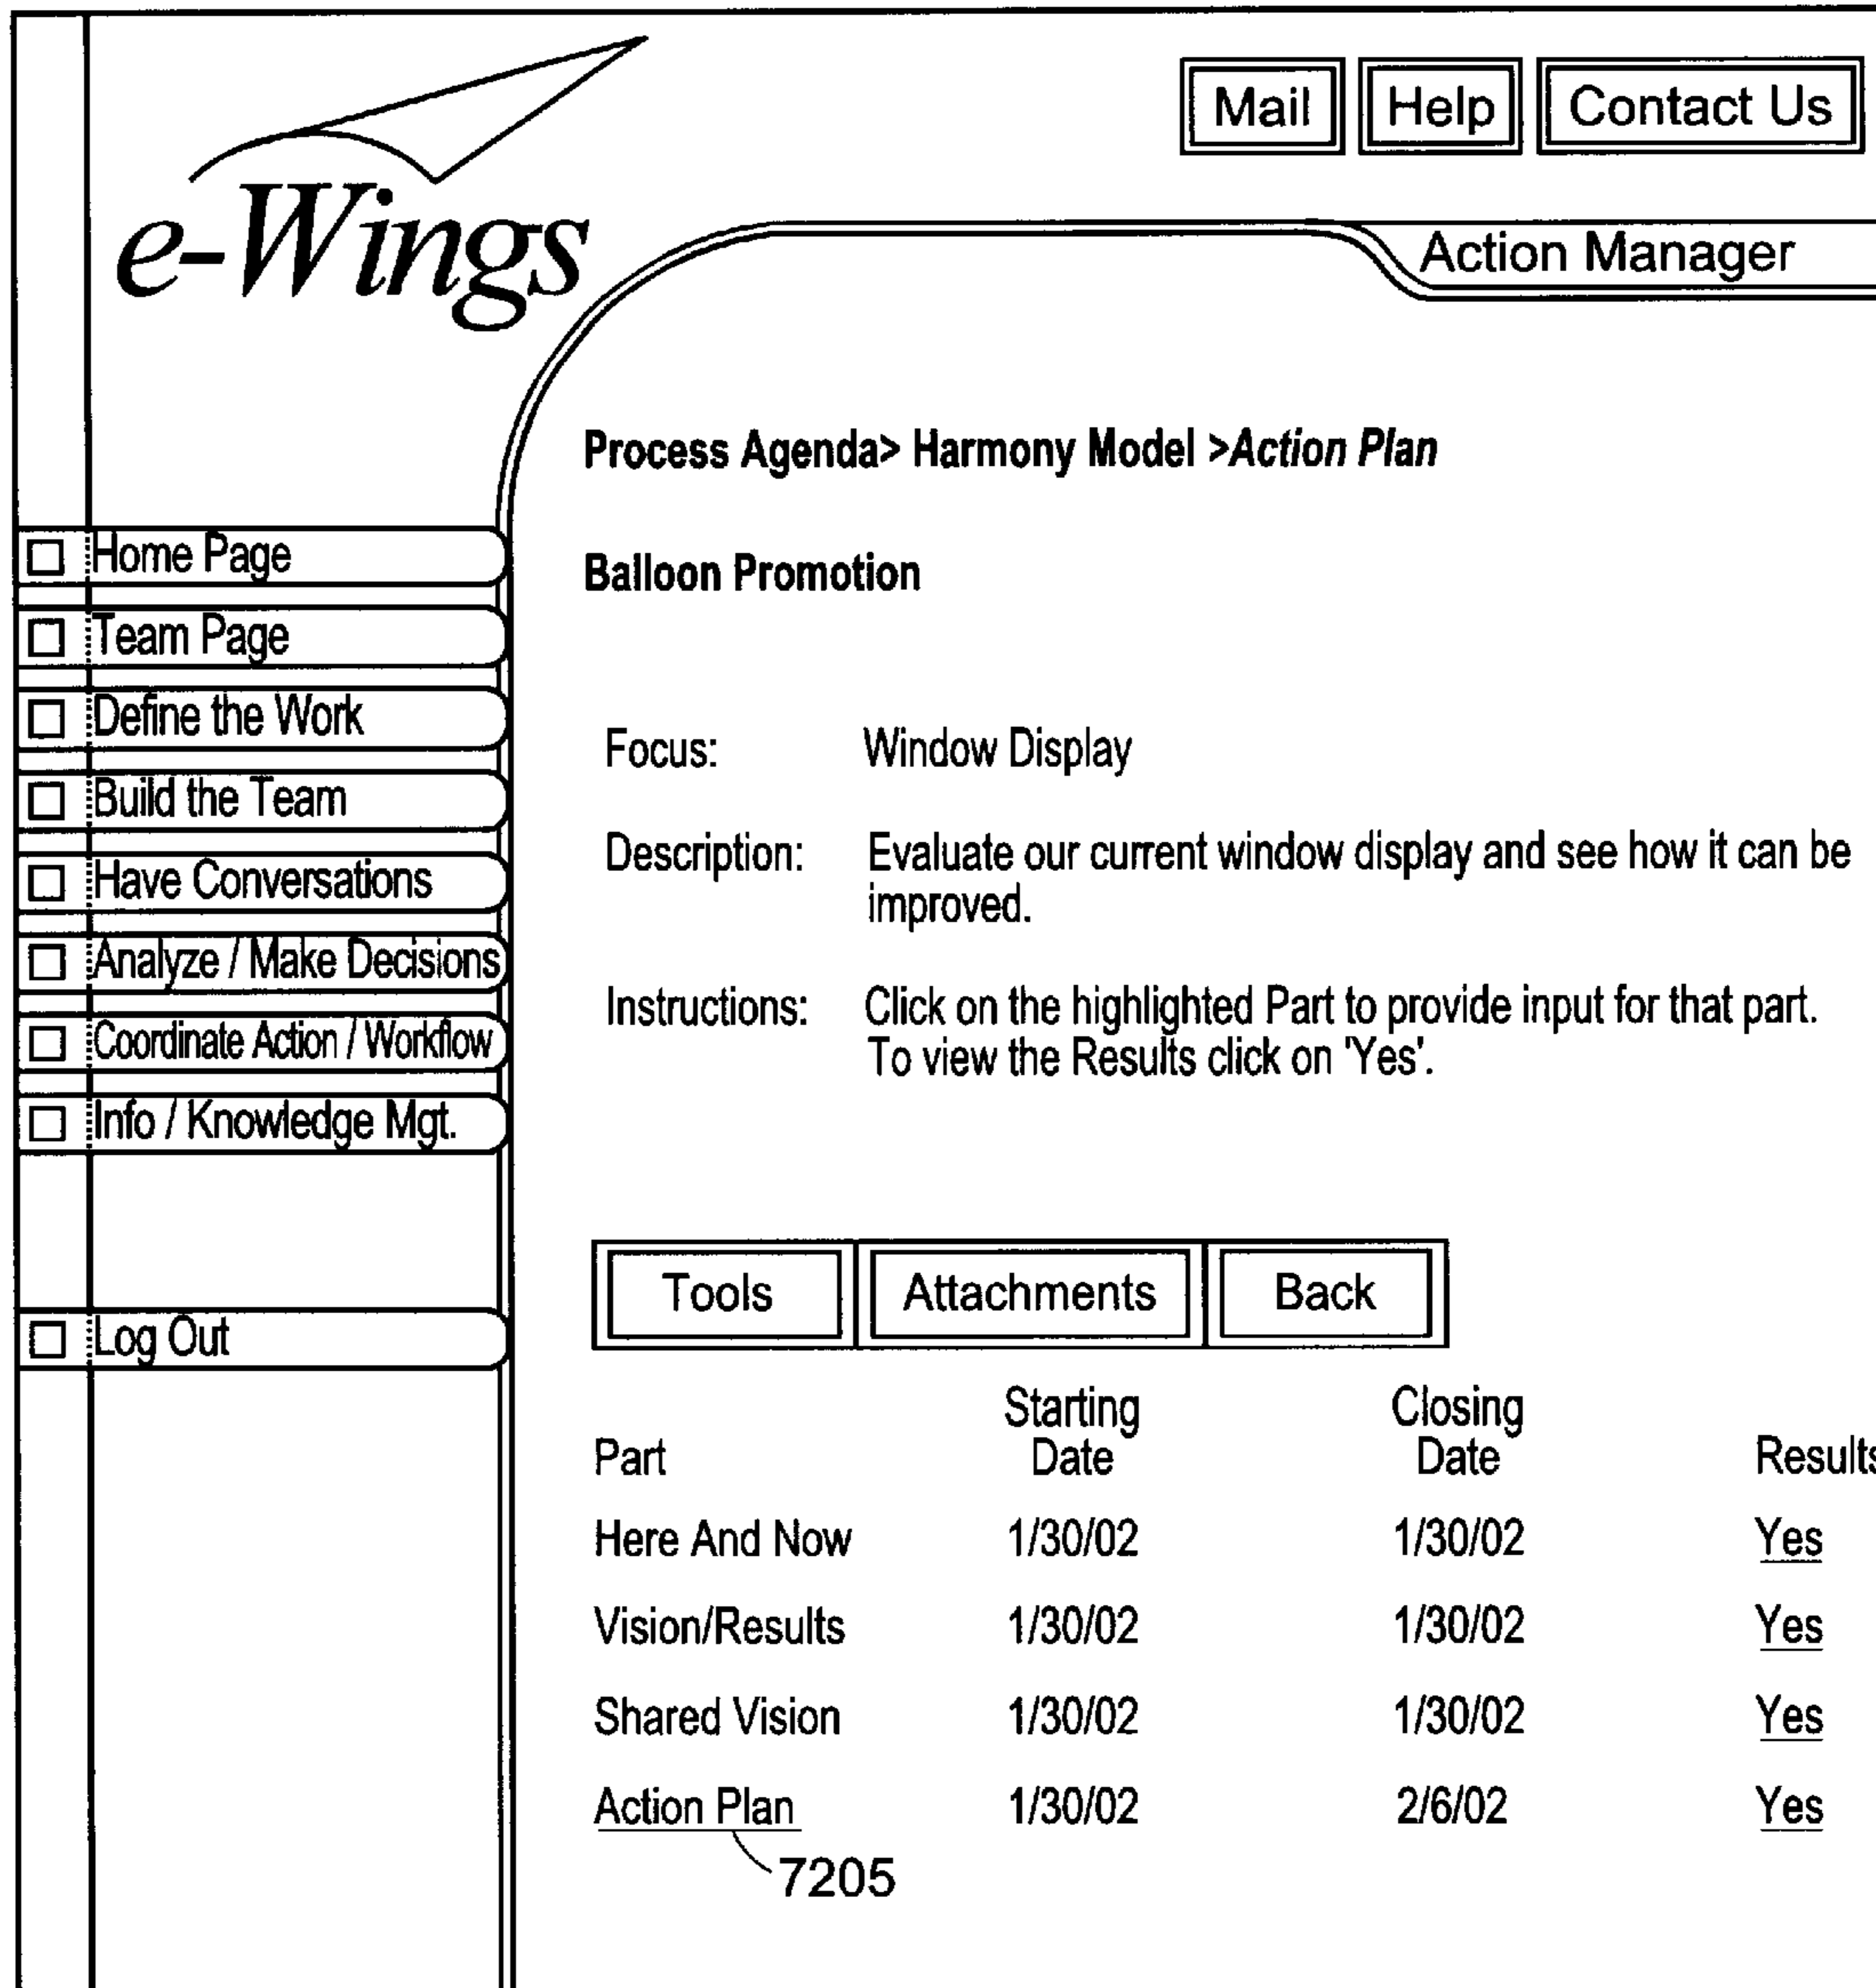 Mail Help Contact Us
e-Wings
Action Manager
Process Agenda> Harmony Model >Action Plan
Balloon Promotion
Home Page
Team Page
Define the Work
Build the Team
Have Conversations
Analyze / Make Decisions
Coordinate Action / Workflow
Info / Knowledge Mgt.
Log Out
Focus: Window Display
Description: Evaluate our current window display and see how it can be
improved.
Instructions: Click on the highlighted Part to provide input for that part.
To view the Results click on 'Yes'.
Tools Attachments Back
Starting Closing
Part Date Date Results
Here And Now 1/30/02 1/30/02 Yes
Vision/Results 1/30/02 1/30/02 Yes
Shared Vision 1/30/02 1/30/02 Yes
Action Plan 1/30/02 2/6/02 Yes
7205